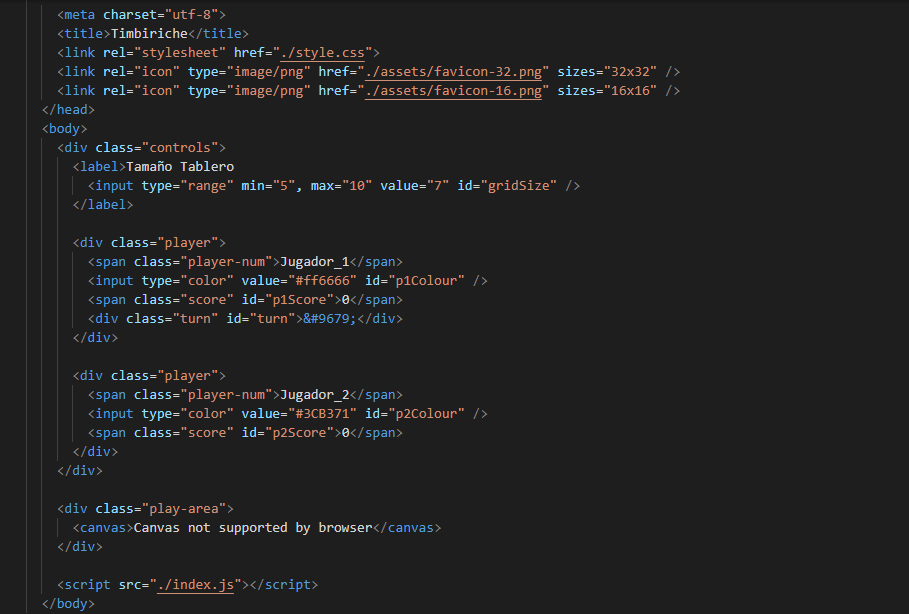 <meta charset="utf-8">
<title>Timbiriche</title>
<link rel="stylesheet" href="./style.css">
<link rel="icon" type="image/png" href="./assets/favicon-32.png" sizes="32x32" />
<link rel="icon" type="image/png" href="./assets/favicon-16.png" sizes="16x16" />
</head>
<body>
<div class="controls">
<label>Tamaño Tablero
<input type="range" min="5", max="10" value="7" id="gridSize" />
</label>
<div class="player">
<span class="player-num">Jugador_1</span>
<input type="color" value="#ff6666" id="p1Colour" />
<span class="score" id="p1Score">0</span>
<div class="turn" id="turn">&#9679;</div>
</div>
<div class="player">
<span class="player-num">Jugador_2</span>
<input type="color" value="#3CB371" id="p2Colour" />
<span class="score" id="p2Score">0</span>
</div>
</div>
<div class="play-area">
<canvas>Canvas not supported by browser</canvas>
</div>
<script src="./index.js"></script>
</body>